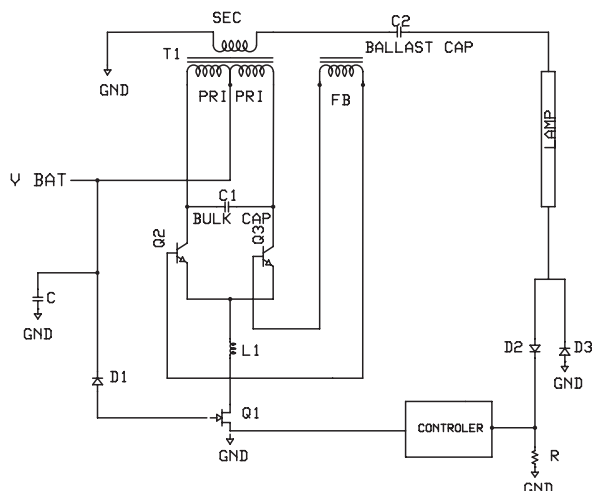 SEC
C2
T1
BALLAST CAP
GND
PRI PRI
FB
LAMP
V BAT
C1
BULK CAP
Q2
Q3
C
GND
L1
D2
D3
D1
GND
Q1
CONTROLER
GND
R
GND